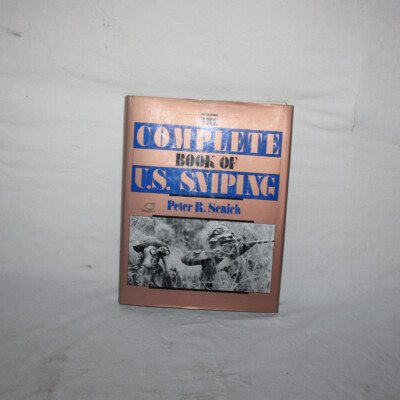 THE
COMPLETE
BOOK OF
U.S. SNIPING
Peter R. Senich